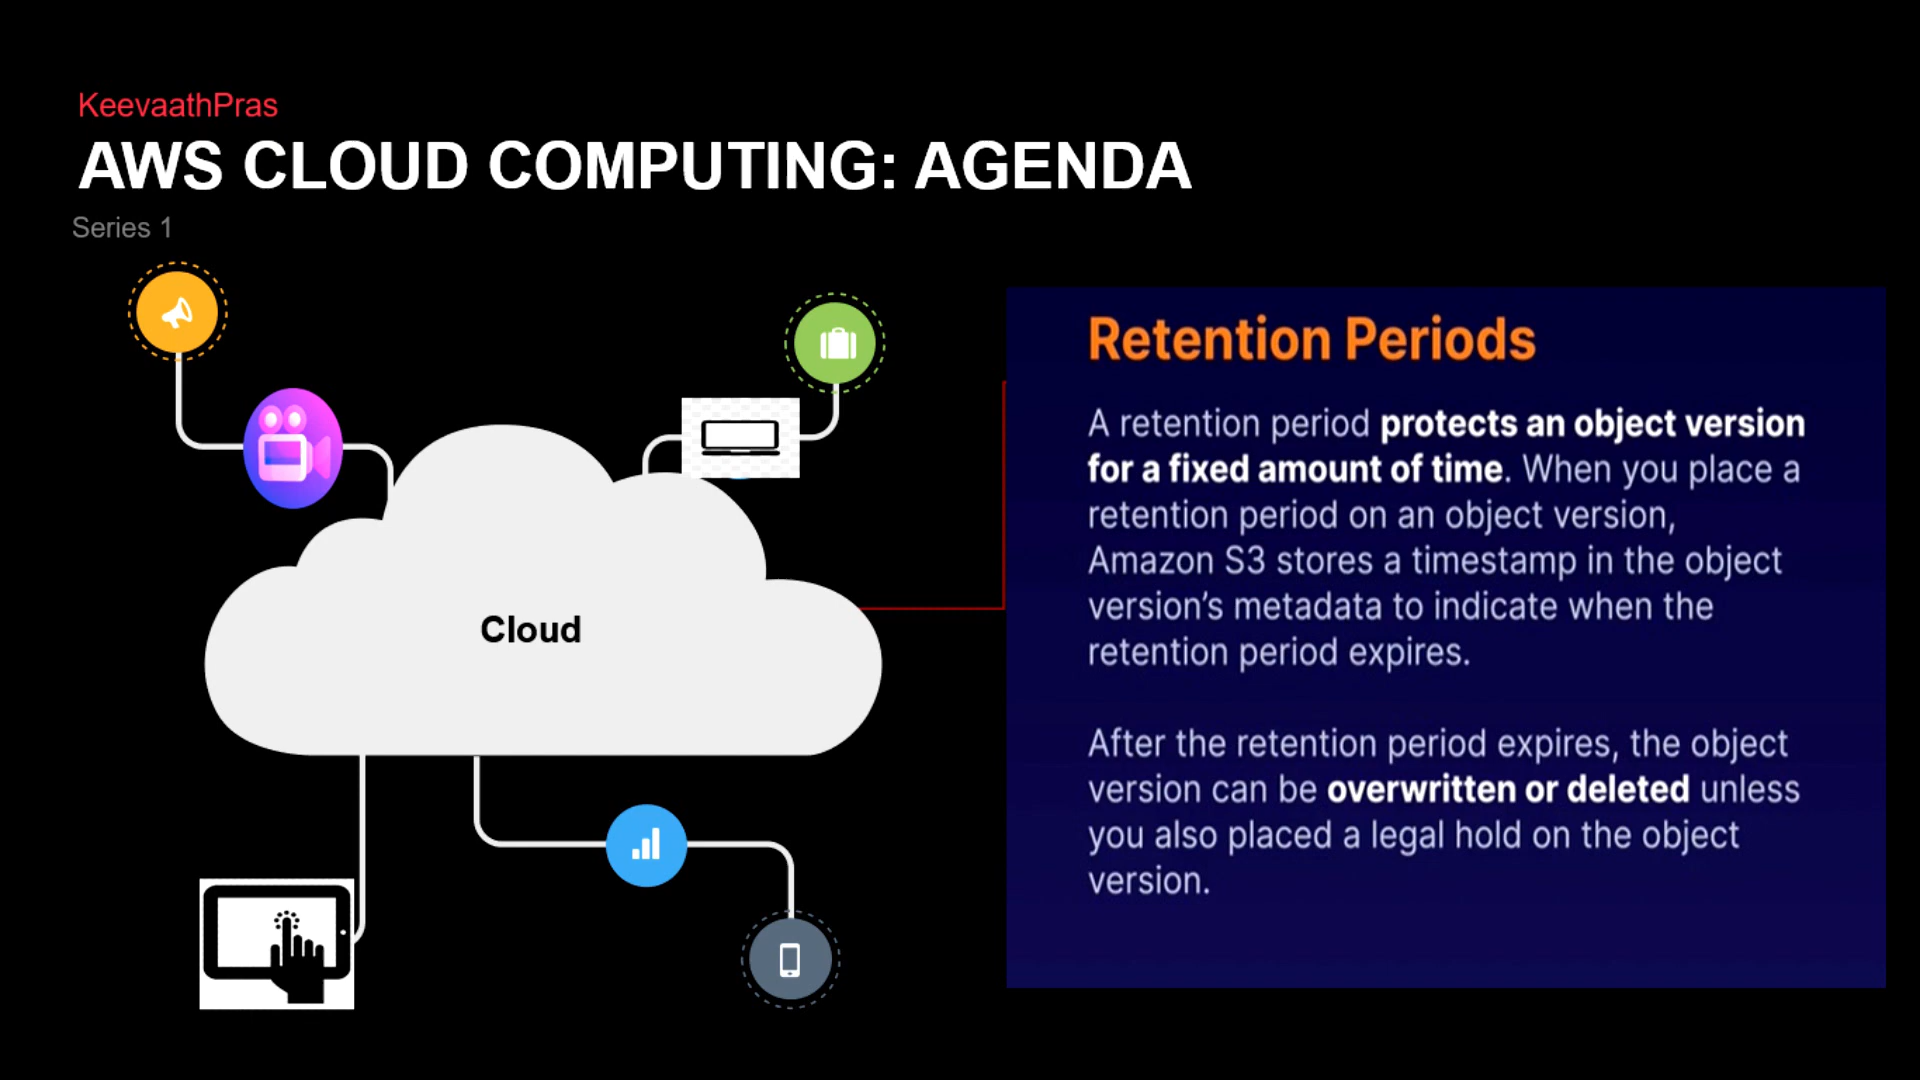 KeevaathPras
AWS CLOUD COMPUTING: AGENDA
Series 1
Cloud
Retention Periods
A retention period protects an object version
for a fixed amount of time. When you place a
retention period on an object version,
Amazon S3 stores a timestamp in the object
version’s metadata to indicate when the
retention period expires.
After the retention period expires, the object
version can be overwritten or deleted unless
you also placed a legal hold on the object
version.